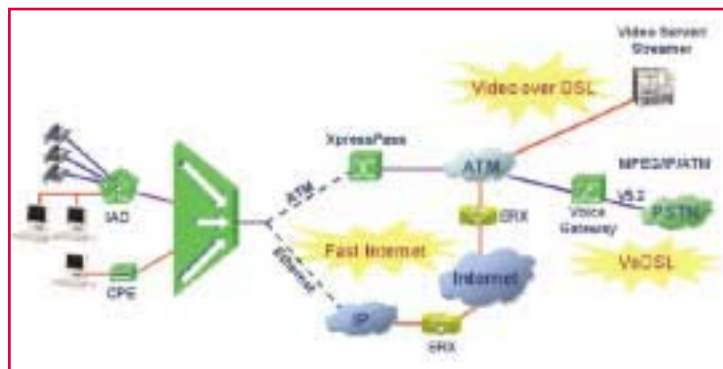 Video Server/
Streamer
Video over DSL
XpressPass
ATM
ATM
MPEG2/IP/ATM
V5.2
ERX
Voice
Gateway
PSTN
IAD
Fast Internet
Internet
VoDSL
Ethernet
CPE
IP
ERX